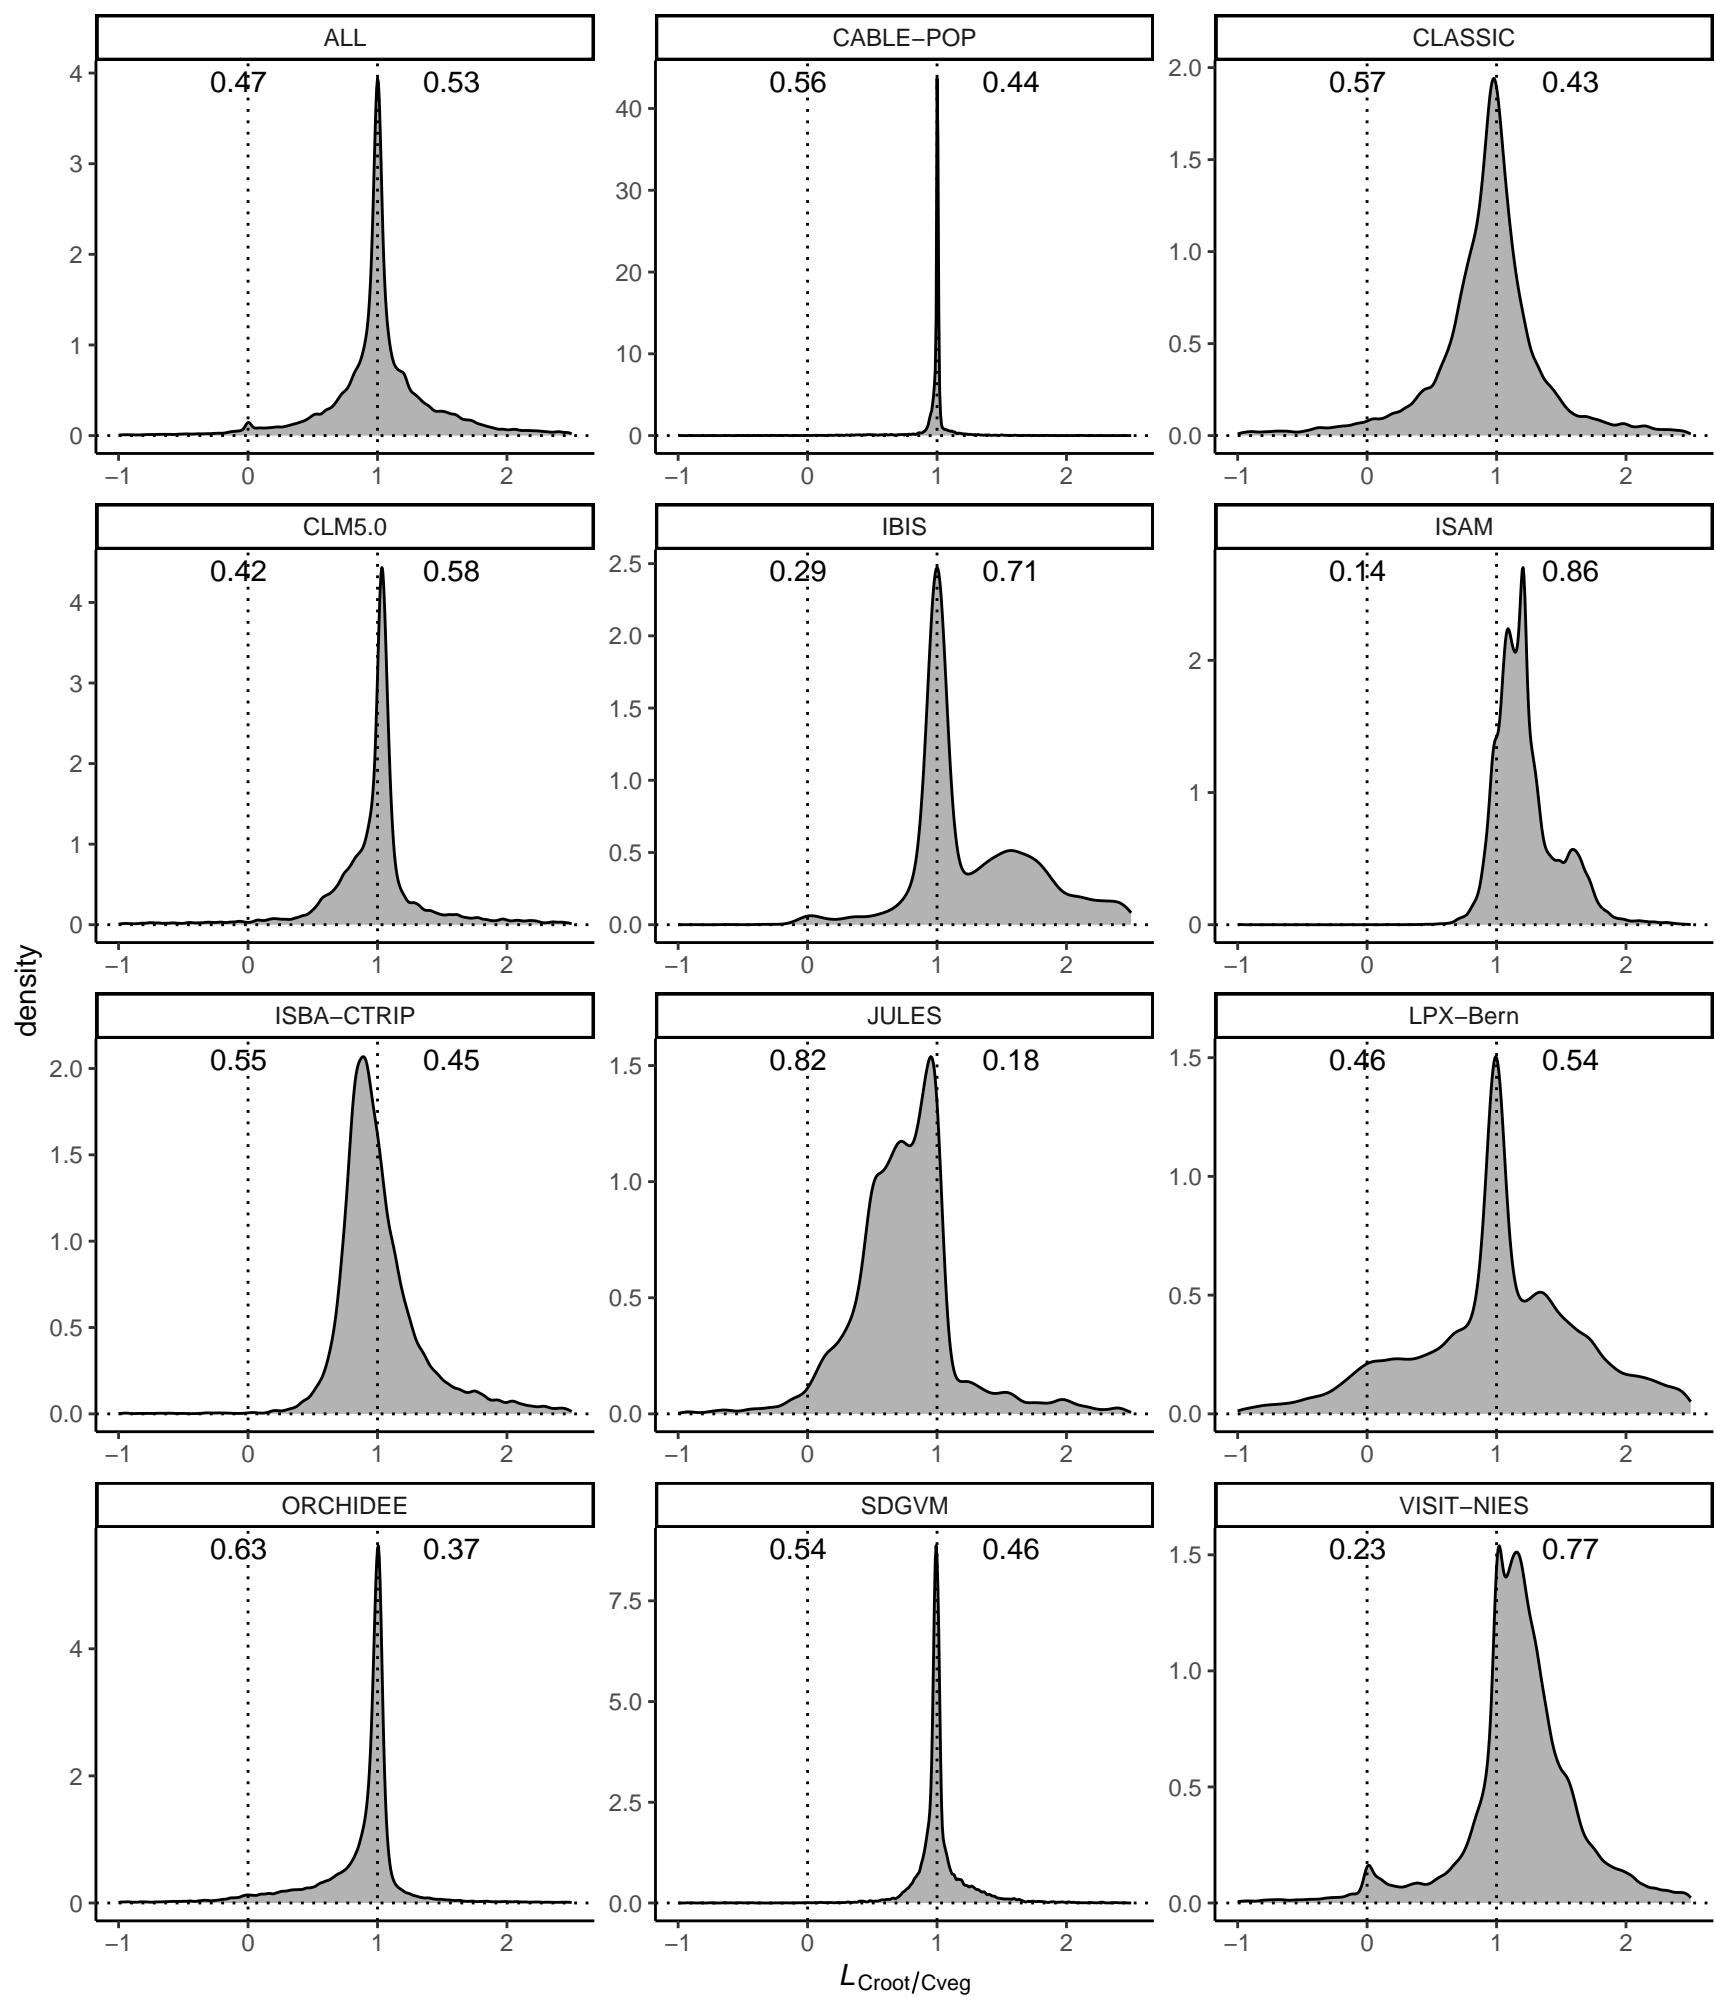 ALL
0.47 0.53
4
3
2
1
0
−1 0 1 2
CABLE−POP
0.56 0.44
40
30
20
10
0
−1 0 1 2
CLASSIC
0.57 0.43
2.0
1.5
1.0
0.5
0.0
−1 0 1 2
CLM5.0
0.42 0.58
4
3
2
1
0
−1 0 1 2
IBIS
0.29 0.71
2.5
2.0
1.5
1.0
0.5
0.0
−1 0 1 2
ISAM
0.14 0.86
2
1
0
−1 0 1 2
density
ISBA−CTRIP
0.55 0.45
2.0
1.5
1.0
0.5
0.0
−1 0 1 2
JULES
0.82 0.18
1.5
1.0
0.5
0.0
−1 0 1 2
LPX−Bern
0.46 0.54
1.5
1.0
0.5
0.0
−1 0 1 2
ORCHIDEE
0.63 0.37
4
2
0
−1 0 1 2
SDGVM
0.54 0.46
7.5
5.0
2.5
0.0
−1 0 1 2
VISIT−NIES
0.23 0.77
1.5
1.0
0.5
0.0
−1 0 1 2
L Croot/Cveg